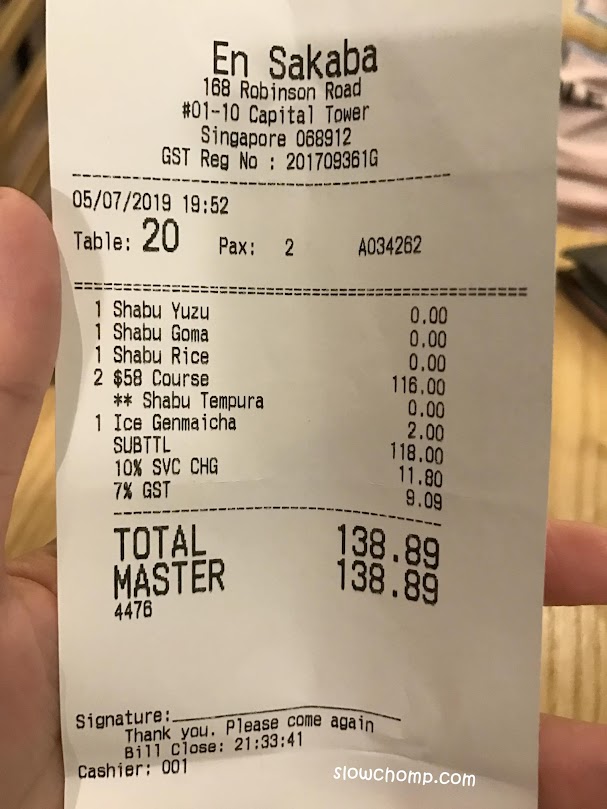 En Sakaba
168 Robinson Road
#01-10 Capital Tower
Singapore 068912
GST Reg No : 201709361G
05/07/2019 19:52
Table: 20 Pax: 2 A034262
1 Shabu Yuzu 0.00
1 Shabu Goma 0.00
1 Shabu Rice 0.00
2 $58 Course 116.00
** Shabu Tempura 0.00
1 Ice Genmaicha 2.00
SUBTTL 118.00
10% SVC CHG 11.80
7% GST 9.09
TOTAL 138.89
MASTER 138.89
4476
Signature:
Thank you. Please come again
Bill Close: 21:33:41
Cashier: 001
slowchomp.com